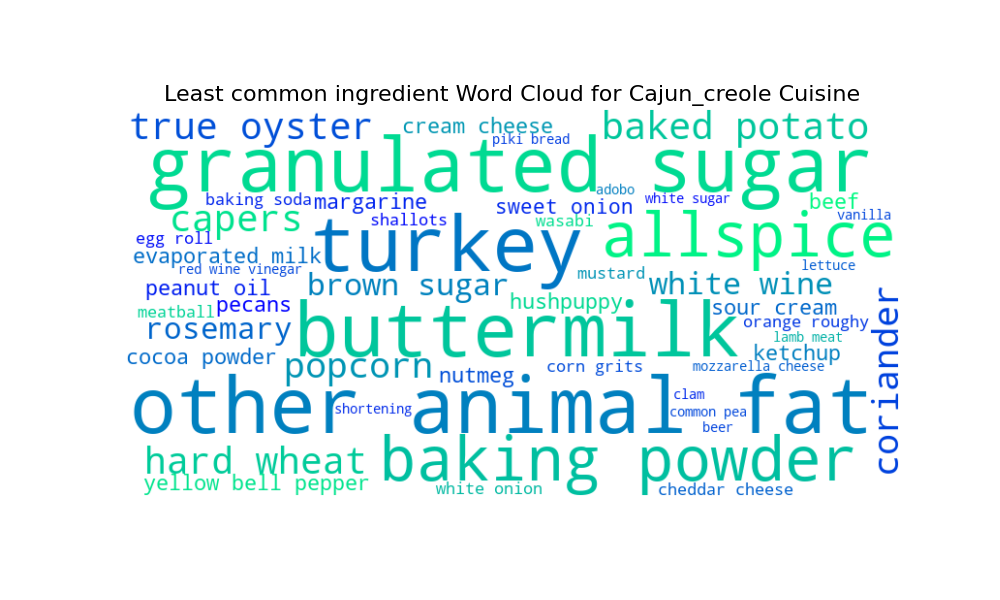 Least common ingredient Word Cloud for Cajun_creole Cuisine
true oyster
cream cheese
baked potato
piki bread
granulated sugar
adobo
baking soda
margarine
white sugar
sweet onion
beef
capers
shallots
wasabi
vanilla
allspice
turkey
egg roll
evaporated milk
red wine vinegar
lettuce
mustard
peanut oil
brown sugar
white wine
pecans
hushpuppy
sour cream
meatball
buttermilk
orange roughy
rosemary
lamb meat
coriander
cocoa powder
popcorn
ketchup
nutmeg
corn grits
mozzarella cheese
other animal fat
clam
shortening
common pea
beer
hard wheat
baking powder
yellow bell pepper
white onion
cheddar cheese